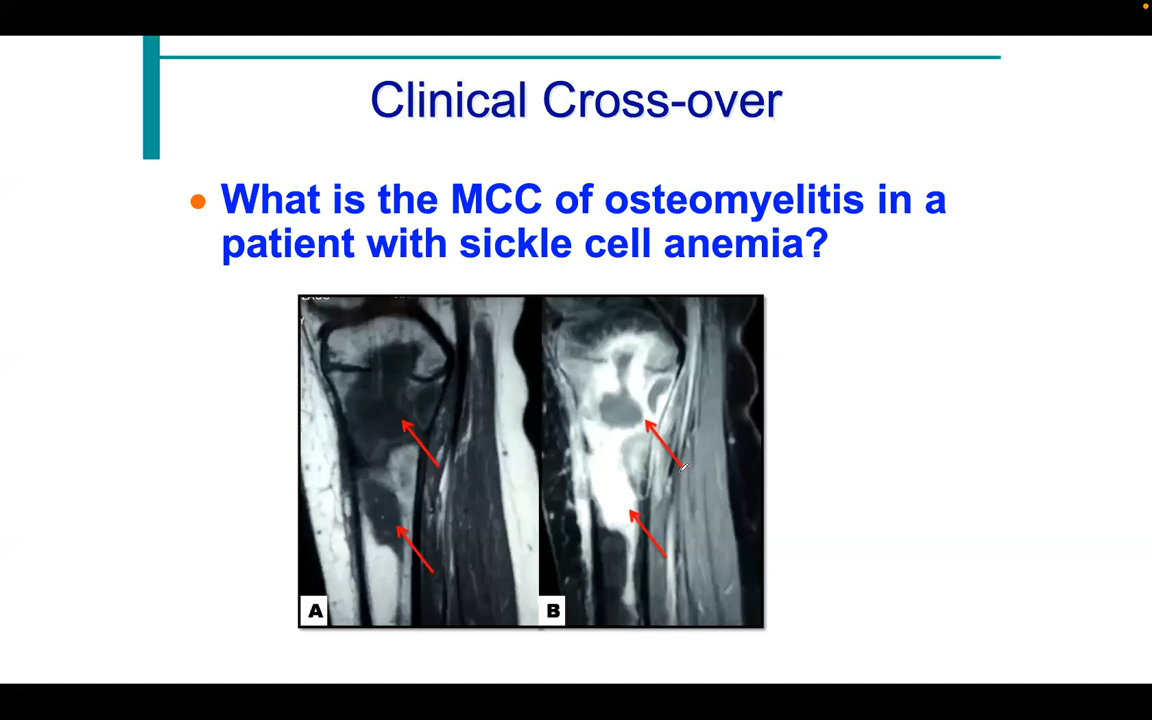 Clinical Cross-over
• What is the MCC of osteomyelitis in a
patient with sickle cell anemia?
A
B